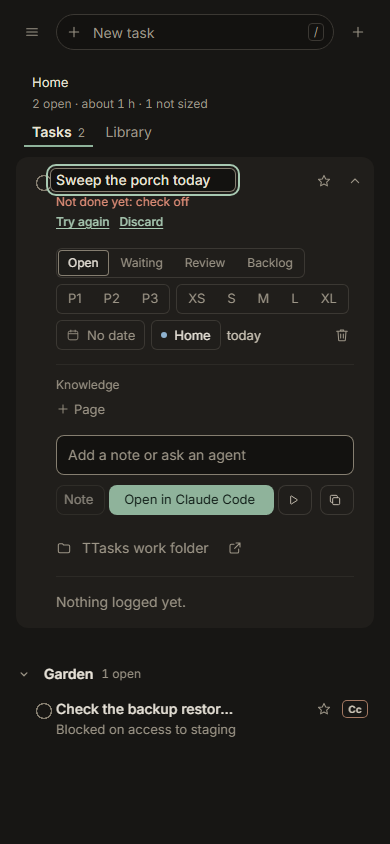 New task /
Home
2 open · about 1 h · 1 not sized
Tasks 2 Library
Sweep the porch today
Not done yet: check off
Try again Discard
Open Waiting Review Backlog
P1 P2 P3 XS S M L XL
No date Home today
Knowledge
+ Page
Add a note or ask an agent
Note Open in Claude Code
TTasks work folder
Nothing logged yet.
Garden 1 open
Check the backup restor...
Cc
Blocked on access to staging